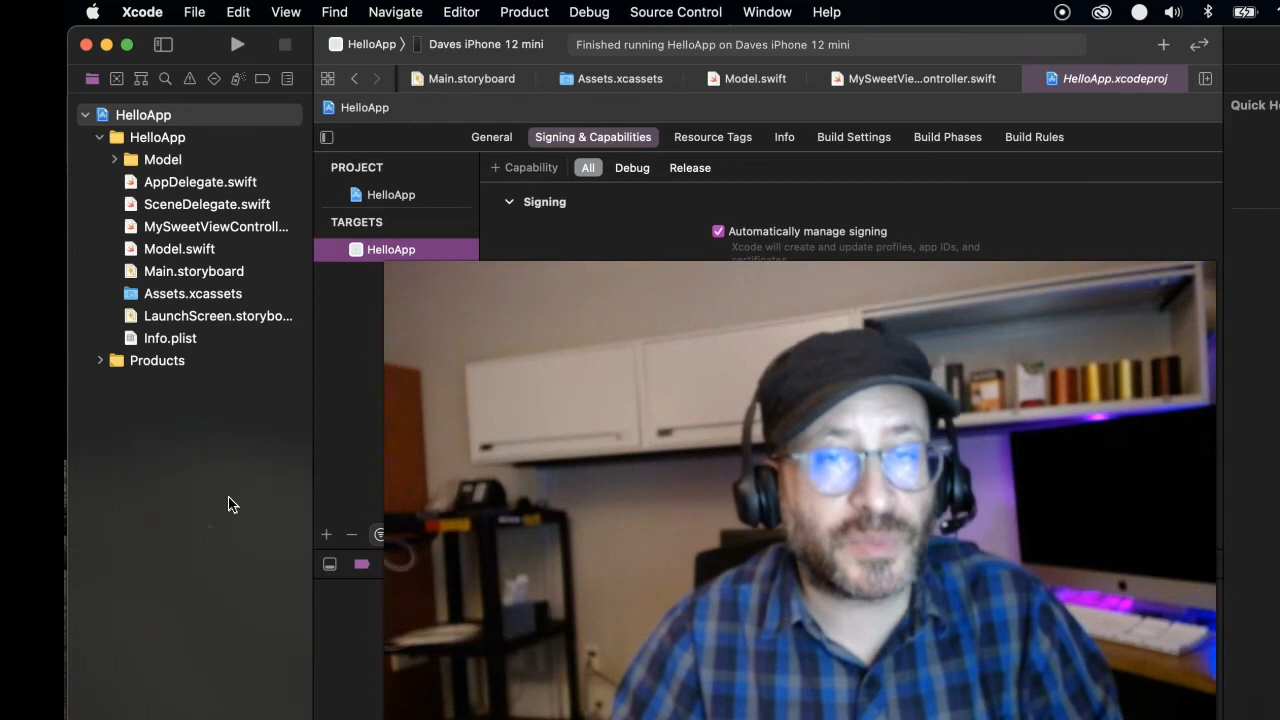 Xcode File Edit View Find Navigate Editor Product Debug Source Control Window Help
HelloApp Daves iPhone 12 mini Finished running HelloApp on Daves iPhone 12 mini
Main.storyboard Assets.xcassets Model.swift MySweetVie...ontroller.swift HelloApp.xcodeproj
HelloApp
Quick H
HelloApp
HelloApp
Model
AppDelegate.swift
SceneDelegate.swift
MySweetViewControll...
Model.swift
Main.storyboard
Assets.xcassets
LaunchScreen.storybo...
Info.plist
Products
General Signing & Capabilities Resource Tags Info Build Settings Build Phases Build Rules
PROJECT
HelloApp
TARGETS
HelloApp
+ Capability All Debug Release
Signing
Automatically manage signing
Xcode will create and update profiles, app IDs, and
certificates.